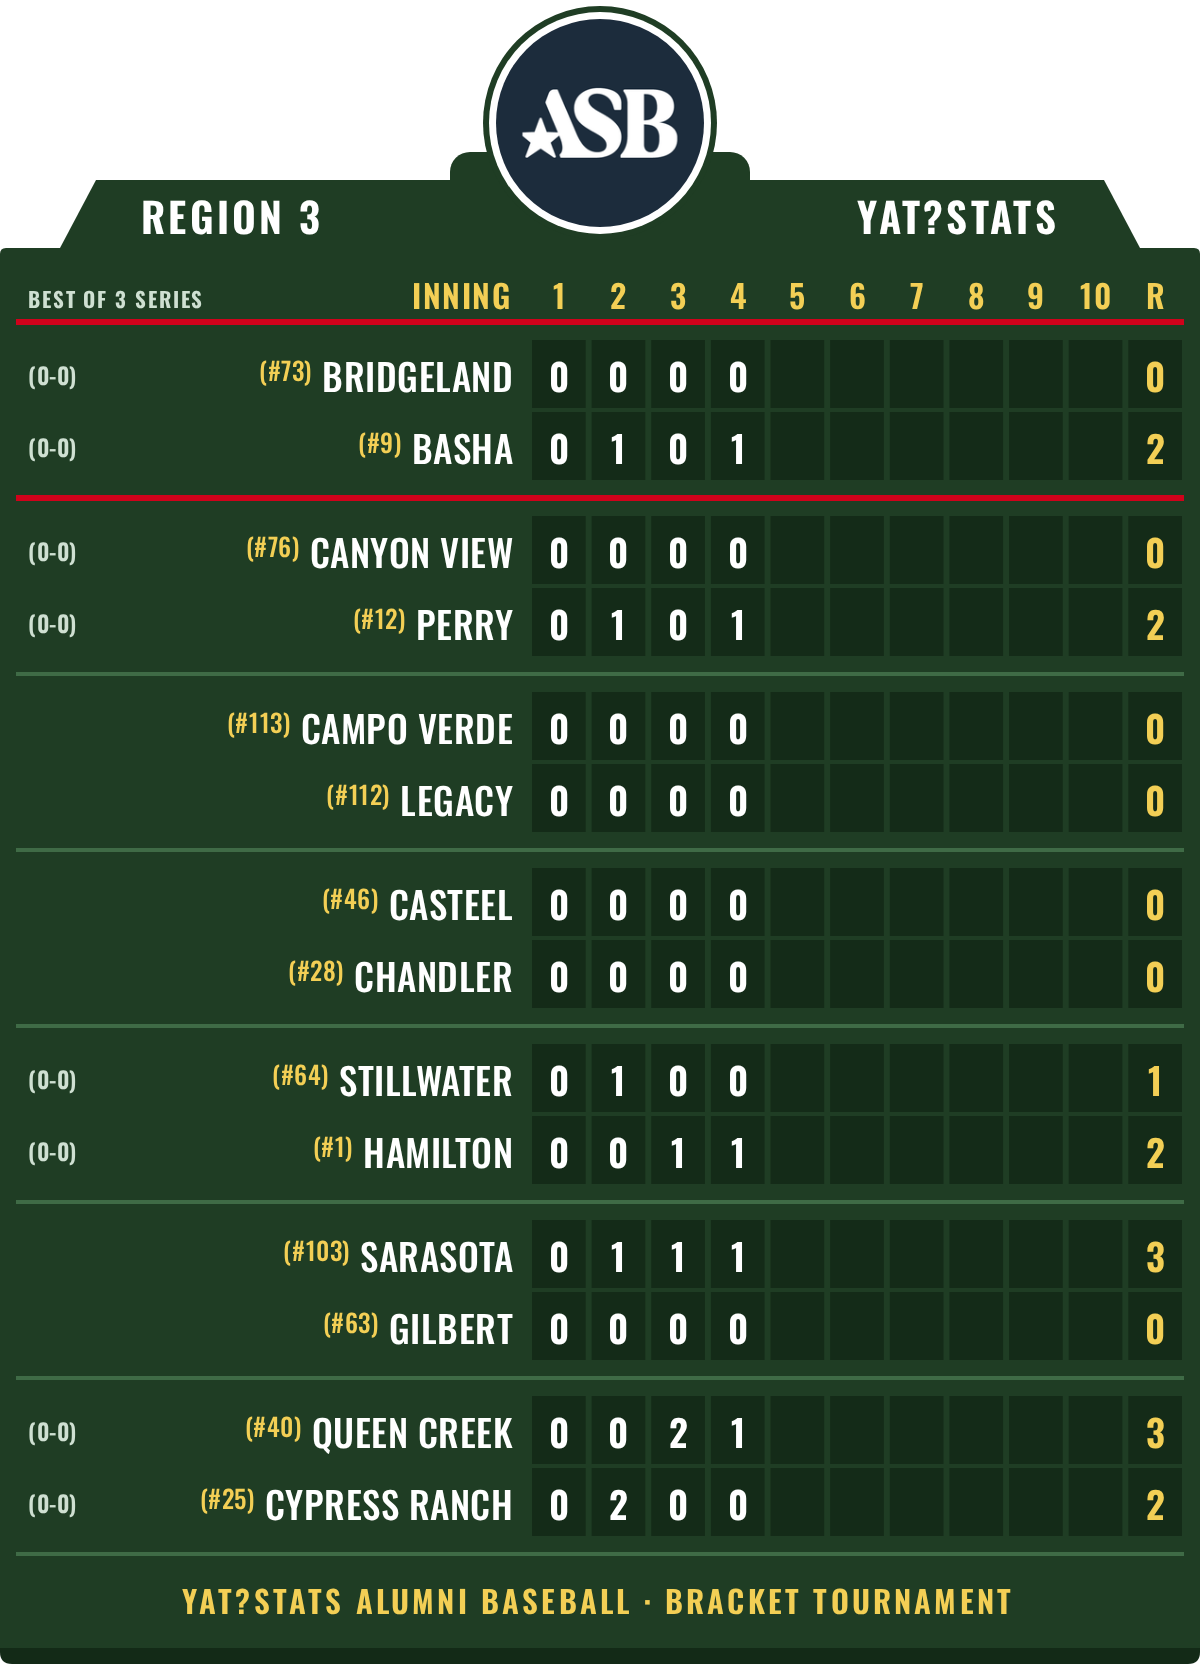 ASB
REGION 3 YAT?STATS
BEST OF 3 SERIES INNING 1 2 3 4 5 6 7 8 9 10 R
(0-0) (#73) BRIDGELAND 0 0 0 0 0
(0-0) (#9) BASHA 0 1 0 1 2
(0-0) (#76) CANYON VIEW 0 0 0 0 0
(0-0) (#12) PERRY 0 1 0 1 2
(#113) CAMPO VERDE 0 0 0 0 0
(#112) LEGACY 0 0 0 0 0
(#46) CASTEEL 0 0 0 0 0
(#28) CHANDLER 0 0 0 0 0
(0-0) (#64) STILLWATER 0 1 0 0 1
(0-0) (#1) HAMILTON 0 0 1 1 2
(#103) SARASOTA 0 1 1 1 3
(#63) GILBERT 0 0 0 0 0
(0-0) (#40) QUEEN CREEK 0 0 2 1 3
(0-0) (#25) CYPRESS RANCH 0 2 0 0 2
YAT?STATS ALUMNI BASEBALL · BRACKET TOURNAMENT